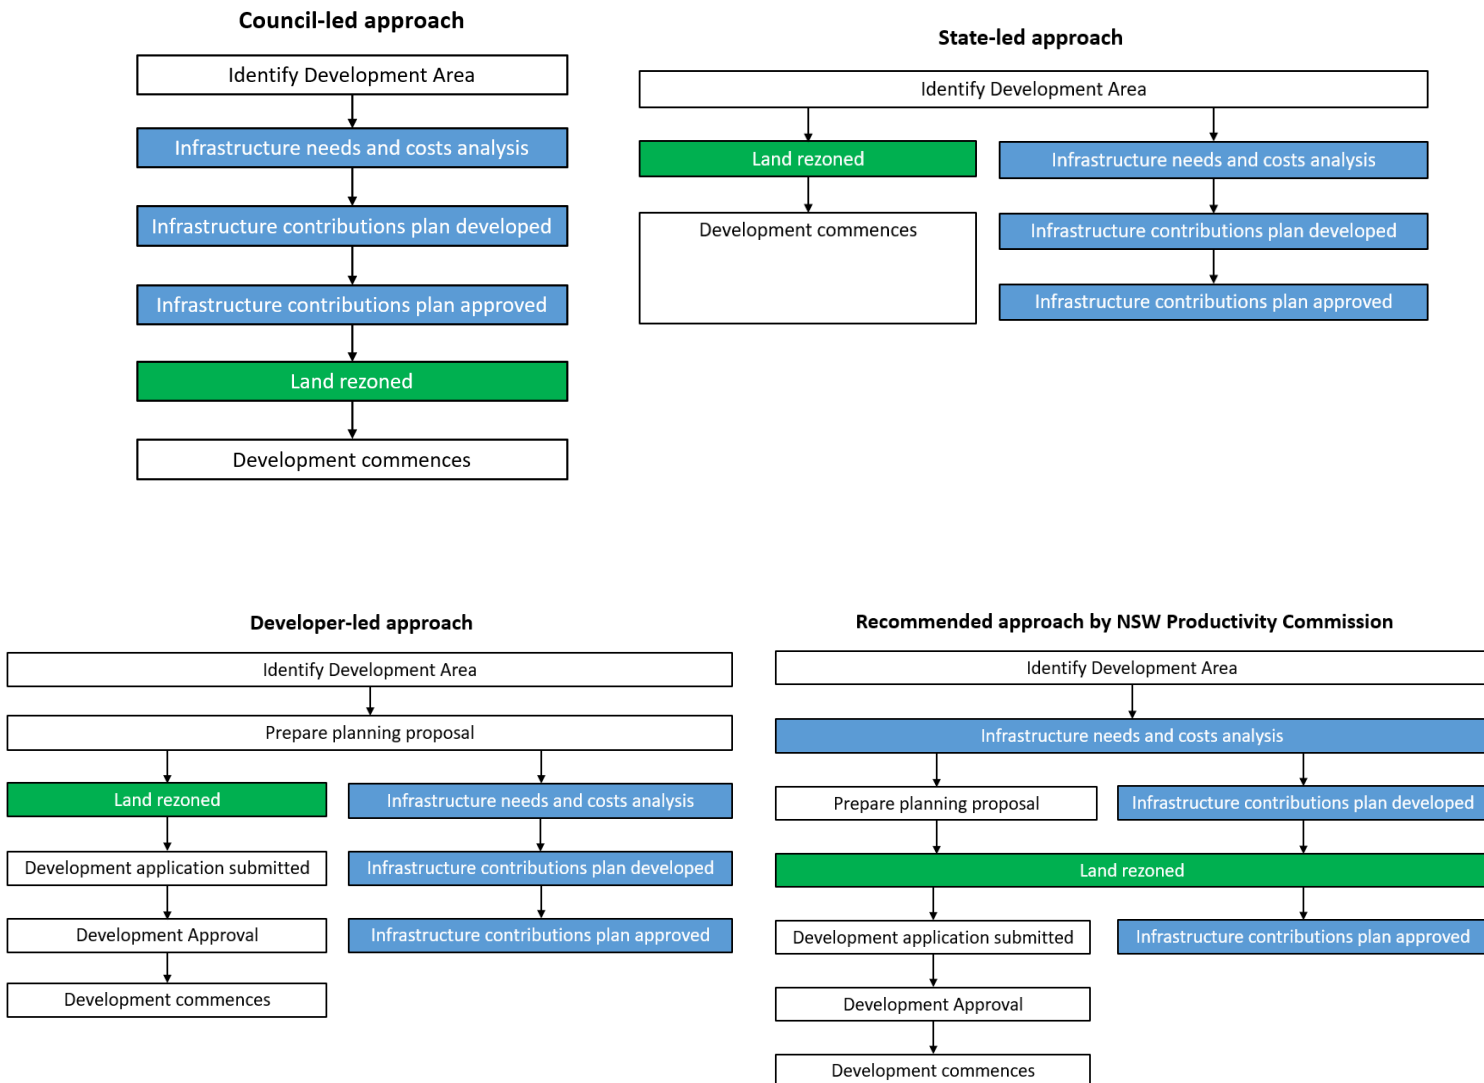 Council-led approach
Identify Development Area
Infrastructure needs and costs analysis
Infrastructure contributions plan developed
Infrastructure contributions plan approved
Land rezoned
Development commences
State-led approach
Identify Development Area
Land rezoned
Development commences
Infrastructure needs and costs analysis
Infrastructure contributions plan developed
Infrastructure contributions plan approved
Developer-led approach
Identify Development Area
Prepare planning proposal
Land rezoned
Development application submitted
Development Approval
Development commences
Infrastructure needs and costs analysis
Infrastructure contributions plan developed
Infrastructure contributions plan approved
Recommended approach by NSW Productivity Commission
Identify Development Area
Infrastructure needs and costs analysis
Prepare planning proposal
Infrastructure contributions plan developed
Land rezoned
Development application submitted
Infrastructure contributions plan approved
Development Approval
Development commences